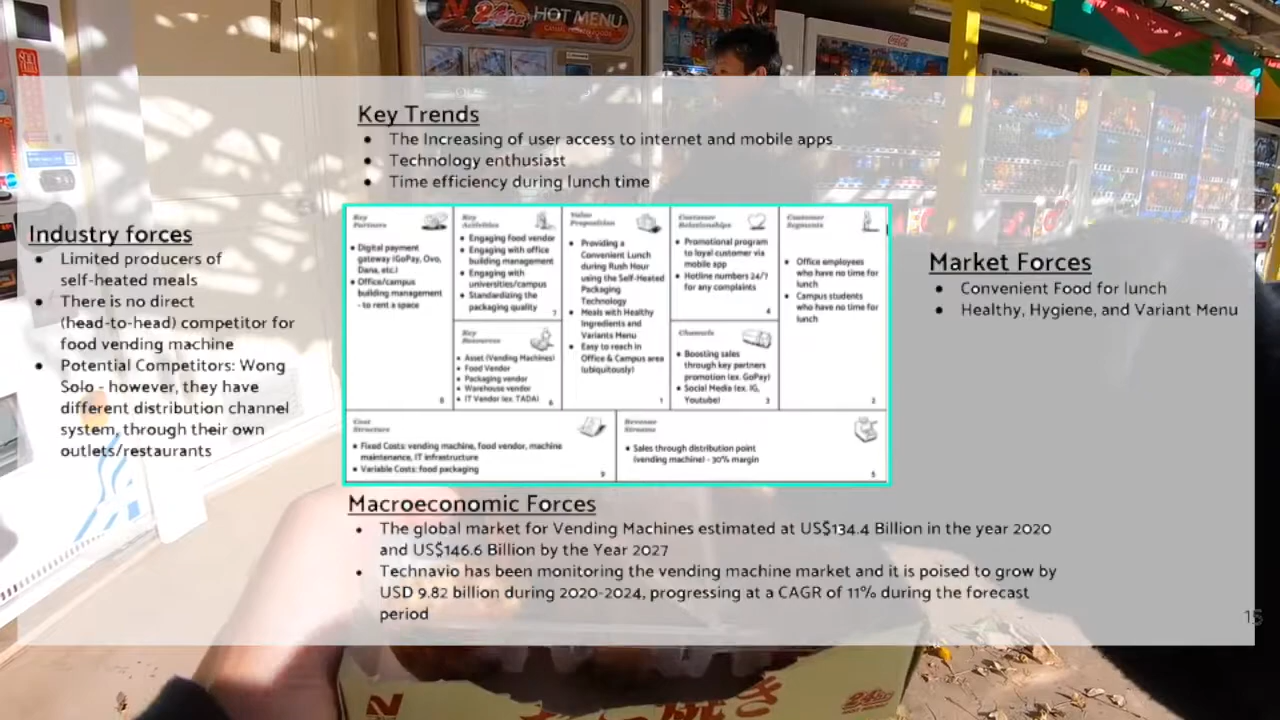 HOT MENU
Key Trends
• The Increasing of user access to internet and mobile apps
• Technology enthusiast
• Time efficiency during lunch time
Industry forces
• Limited producers of
self-heated meals
• There is no direct
(head-to-head) competitor for
food vending machine
• Potential Competitors: Wong
Solo - however, they have
different distribution channel
system, through their own
outlets/restaurants
Key
Partners
• Digital payment
gateway (GoPay, Ovo,
Dana, etc.)
• Office/campus
building management
- to rent a space
8
Key
Activities
• Engaging food vendor
• Engaging with office
building management
• Engaging with
universities/campus
• Standardizing the
packaging quality
7
Key
Resources
• Asset (Vending Machines)
• Food Vendor
• Packaging vendor
• Warehouse vendor
• IT Vendor (ex. TADA)
6
Value
Proposition
• Providing a
Convenient Lunch
during Rush Hour
using the Self-Heated
Packaging
Technology
• Meals with Healthy
Ingredients and
Variants Menu
• Easy to reach in
Office & Campus area
(ubiquitously)
1
Customer
Relationships
• Promotional program
to loyal customer via
mobile app
• Hotline numbers 24/7
for any complaints
4
Channels
• Boosting sales
through key partners
promotion (ex. GoPay)
• Social Media (ex. IG,
Youtube)
3
Customer
Segments
• Office employees
who have no time for
lunch
• Campus students
who have no time for
lunch
2
Cost
Structure
• Fixed Costs: vending machine, food vendor, machine
maintenance, IT infrastructure
• Variable Costs: food packaging
9
Revenue
Streams
• Sales through distribution point
(vending machine) - 30% margin
5
Market Forces
• Convenient Food for lunch
• Healthy, Hygiene, and Variant Menu
Macroeconomic Forces
• The global market for Vending Machines estimated at US$134.4 Billion in the year 2020
and US$146.6 Billion by the Year 2027
• Technavio has been monitoring the vending machine market and it is poised to grow by
USD 9.82 billion during 2020-2024, progressing at a CAGR of 11% during the forecast
period
15